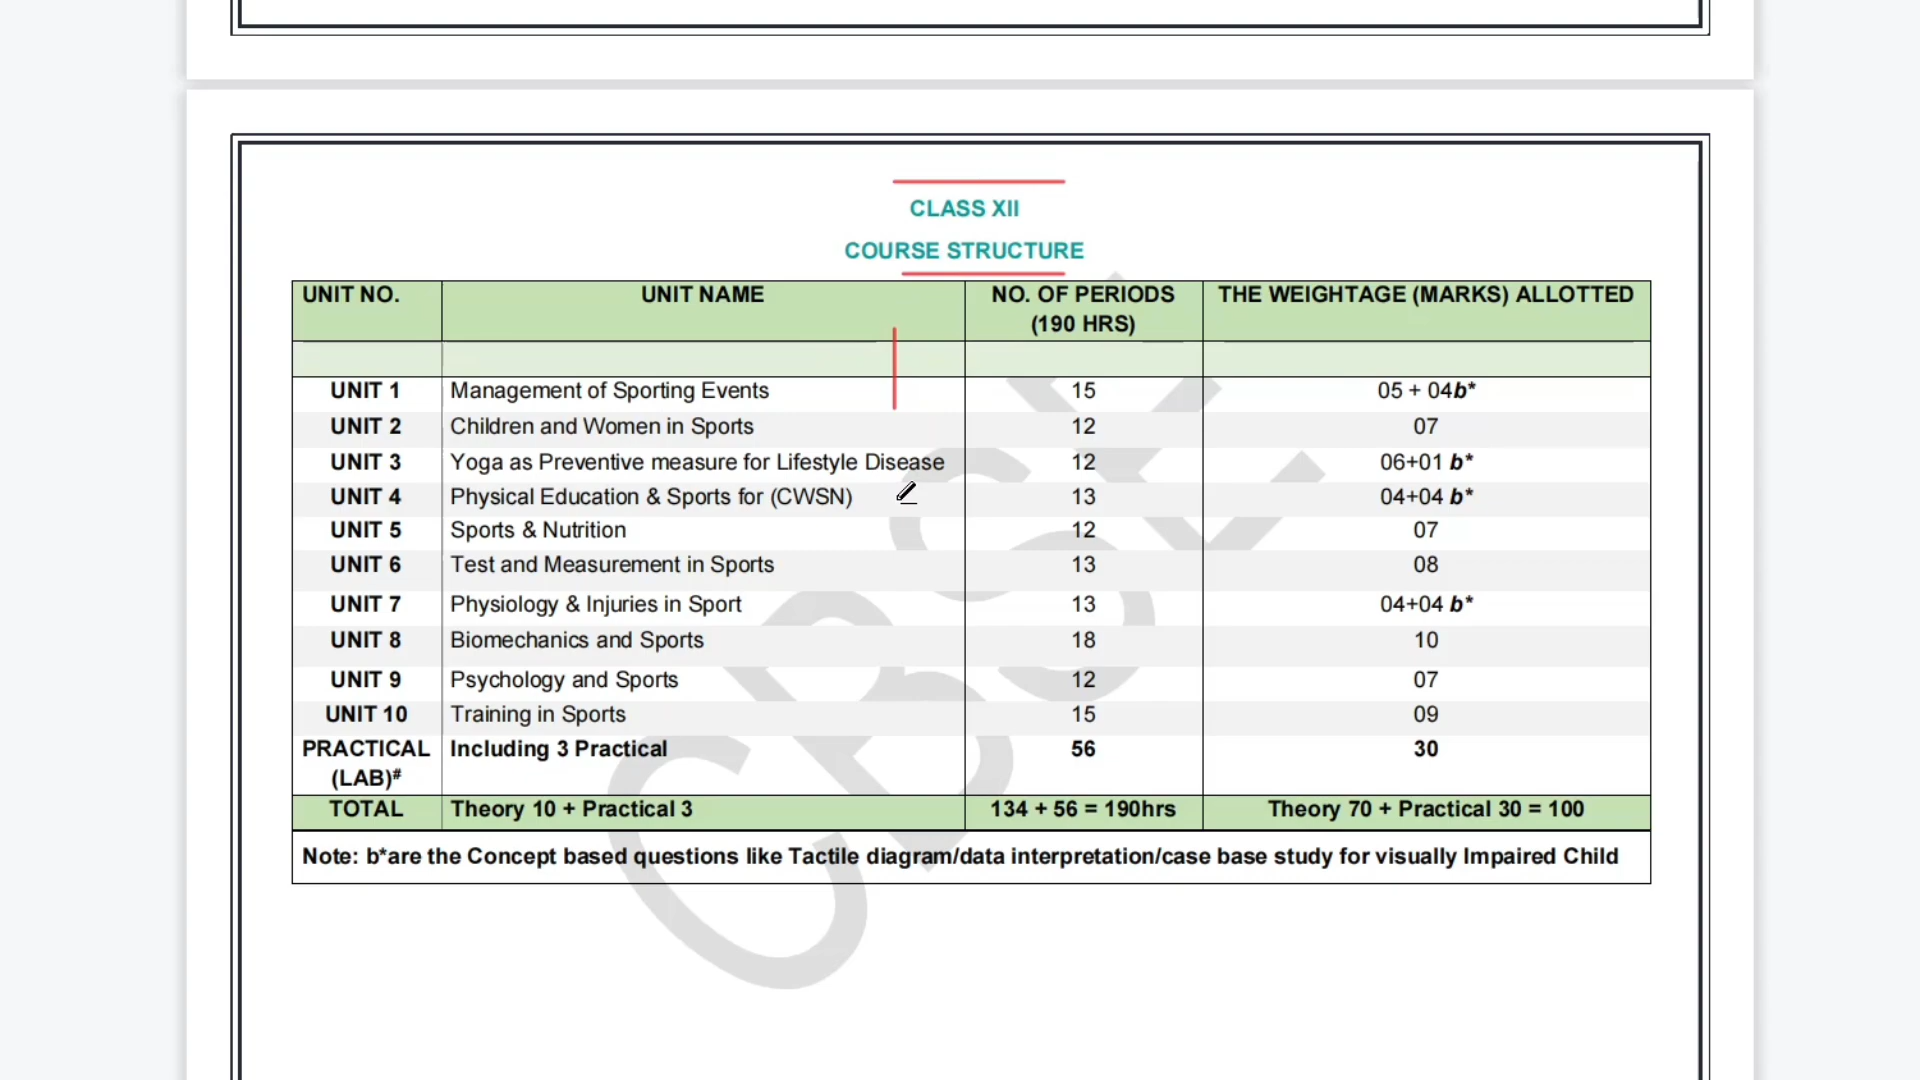 CLASS XII
COURSE STRUCTURE
UNIT NO. UNIT NAME NO. OF PERIODS (190 HRS) THE WEIGHTAGE (MARKS) ALLOTTED
UNIT 1 Management of Sporting Events 15 05 + 04b*
UNIT 2 Children and Women in Sports 12 07
UNIT 3 Yoga as Preventive measure for Lifestyle Disease 12 06+01 b*
UNIT 4 Physical Education & Sports for (CWSN) 13 04+04 b*
UNIT 5 Sports & Nutrition 12 07
UNIT 6 Test and Measurement in Sports 13 08
UNIT 7 Physiology & Injuries in Sport 13 04+04 b*
UNIT 8 Biomechanics and Sports 18 10
UNIT 9 Psychology and Sports 12 07
UNIT 10 Training in Sports 15 09
PRACTICAL (LAB)# Including 3 Practical 56 30
TOTAL Theory 10 + Practical 3 134 + 56 = 190hrs Theory 70 + Practical 30 = 100
Note: b*are the Concept based questions like Tactile diagram/data interpretation/case base study for visually Impaired Child
CBSE